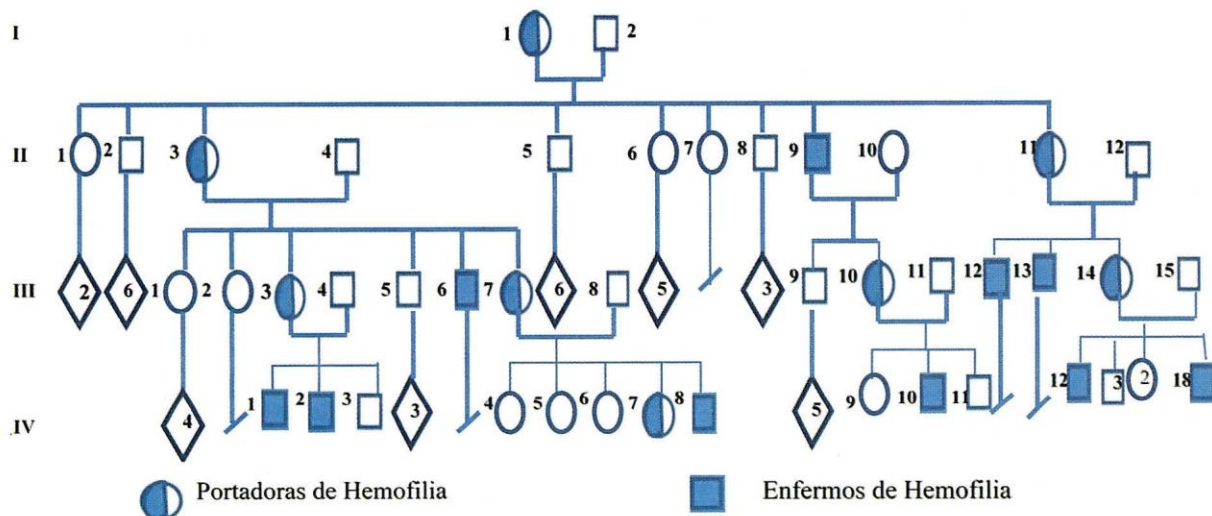 I
1 2
II
1 2 3 4 5 6 7 8 9 10 11 12
III
2 6 1 2 3 4 5 6 7 6 8 5 3 9 10 11 12 13 14 15
IV
4 1 2 3 3 4 5 6 7 8 5 9 10 11 12 3 2 18
Portadoras de Hemofilia
Enfermos de Hemofilia